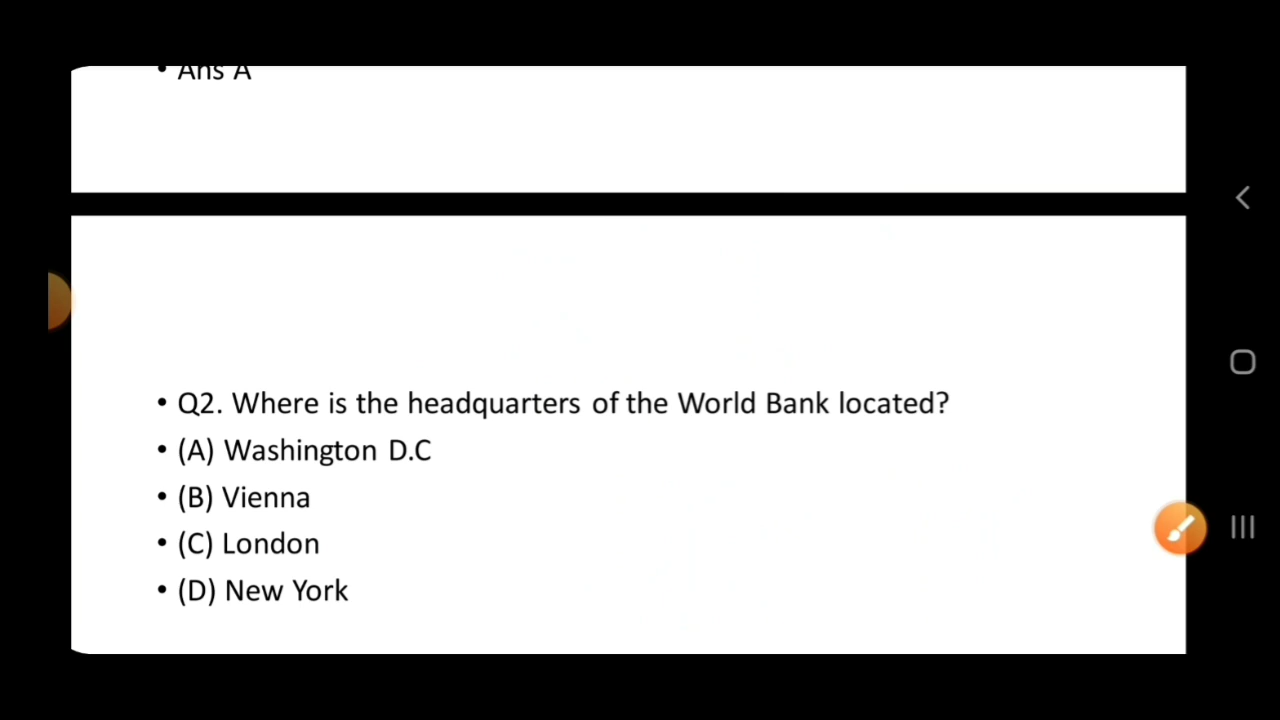 • Ans A
• Q2. Where is the headquarters of the World Bank located?
• (A) Washington D.C
• (B) Vienna
• (C) London
• (D) New York